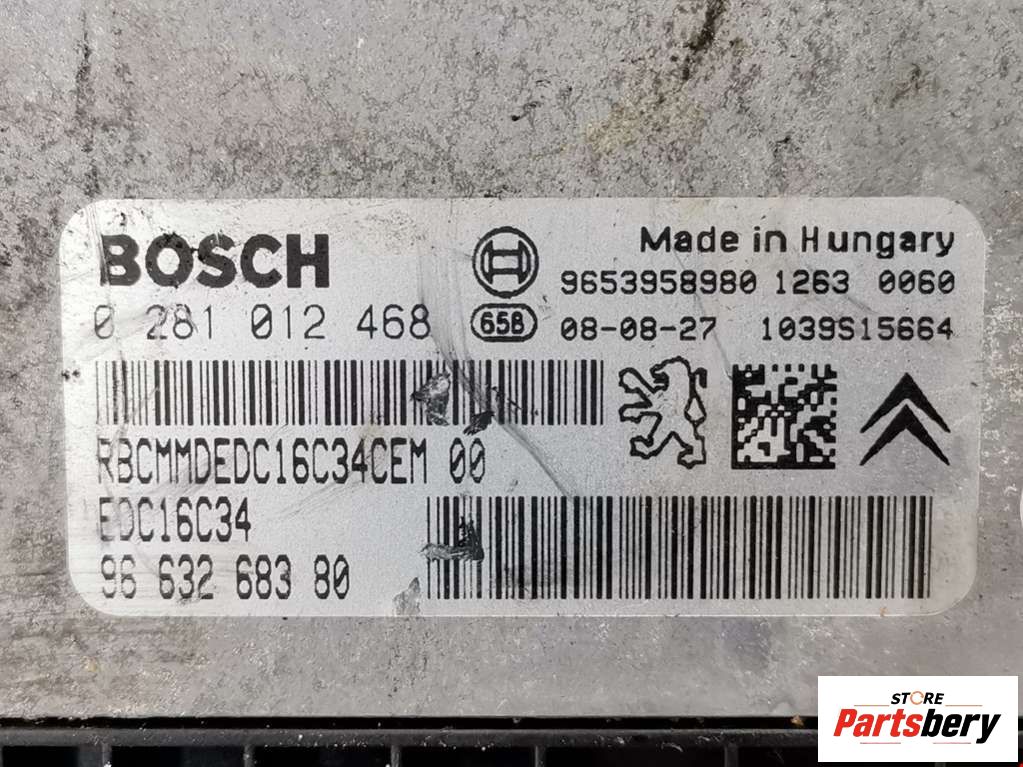 BOSCH
Made in Hungary
9653958980 1263 0060
0 281 012 468
65B
08-08-27 1039S15664
RBCMMDEDC16C34CEM 00
EDC16C34
96 632 683 80
STORE
Partsbery